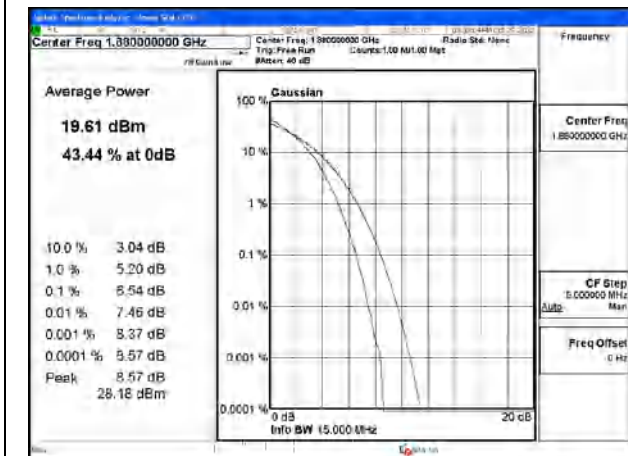 Center Freq 1.880000000 GHz
Center Freq: 1.880000000 GHz
Radio Std: None
Frequency
Trig: Free Run
Counts: 1.00 M/1.00 Mpt
#Atten: 40 dB
Average Power
19.61 dBm
43.44 % at 0dB
10.0 % 3.04 dB
1.0 % 5.20 dB
0.1 % 6.54 dB
0.01 % 7.46 dB
0.001 % 8.37 dB
0.0001 % 8.57 dB
Peak 8.57 dB
28.18 dBm
Gaussian
100 %
10 %
1 %
0.1 %
0.01 %
0.001 %
0.0001 %
0 dB
20 dB
Info BW 15.000 MHz
Center Freq
1.880000000 GHz
CF Step
5.000000 MHz
Auto Man
Freq Offset
0 Hz